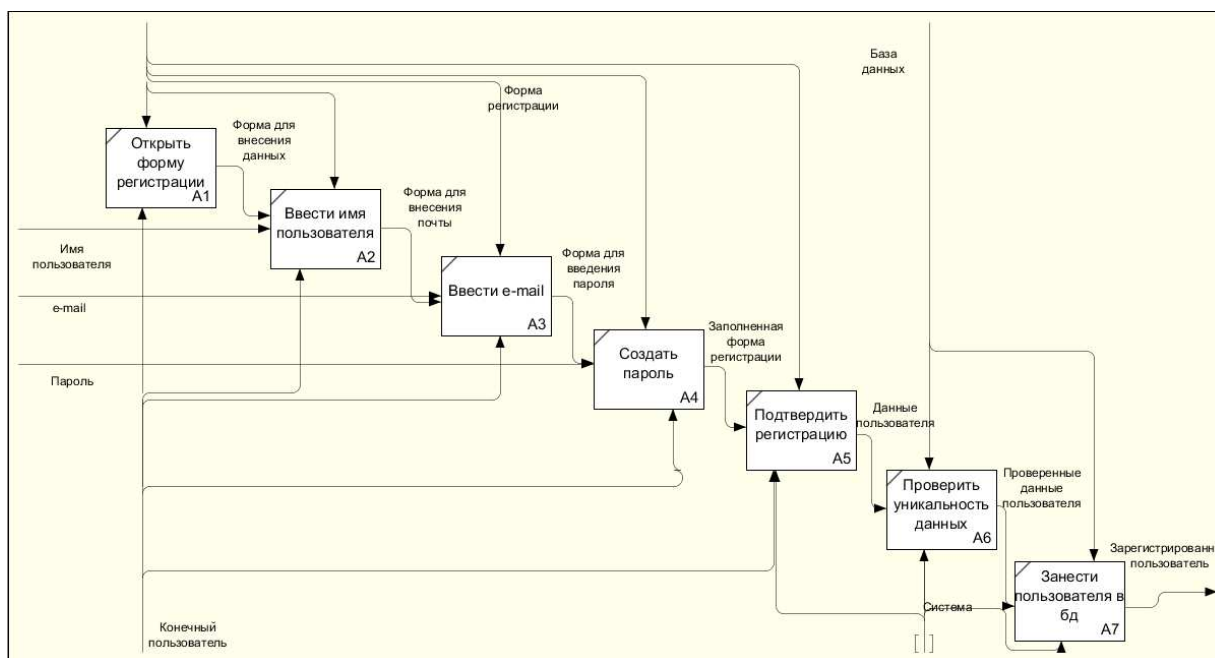 База
данных
Форма
регистрации
Форма для
внесения
данных
Открыть
форму
регистрации
A1
Форма для
внесения
почты
Ввести имя
пользователя
A2
Имя
пользователя
Форма для
введения
пароля
Ввести e-mail
A3
e-mail
Заполненная
форма
регистрации
Создать
пароль
A4
Пароль
Данные
пользователя
Подтвердить
регистрацию
A5
Проверенные
данные
пользователя
Проверить
уникальность
данных
A6
Зарегистрированн
пользователь
Занести
пользователя в
бд
A7
Система
Конечный
пользователь